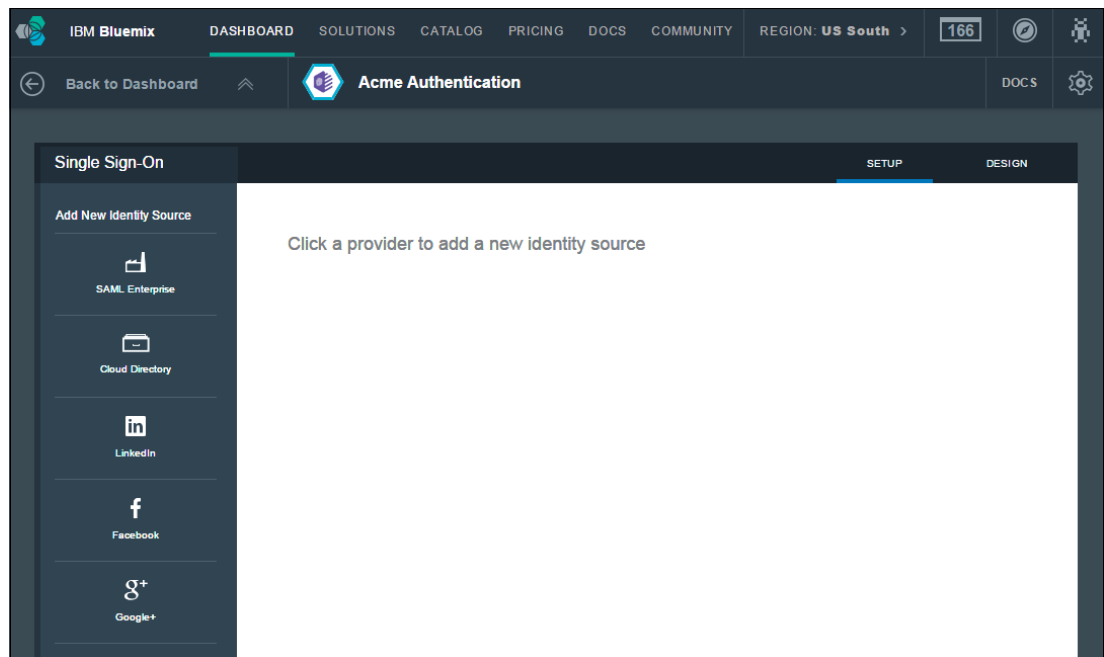 IBM Bluemix DASHBOARD SOLUTIONS CATALOG PRICING DOCS COMMUNITY REGION: US South > 166
Back to Dashboard Acme Authentication DOCS
Single Sign-On SETUP DESIGN
Add New Identity Source
Click a provider to add a new identity source
SAML Enterprise
Cloud Directory
in
LinkedIn
f
Facebook
g+
Google+